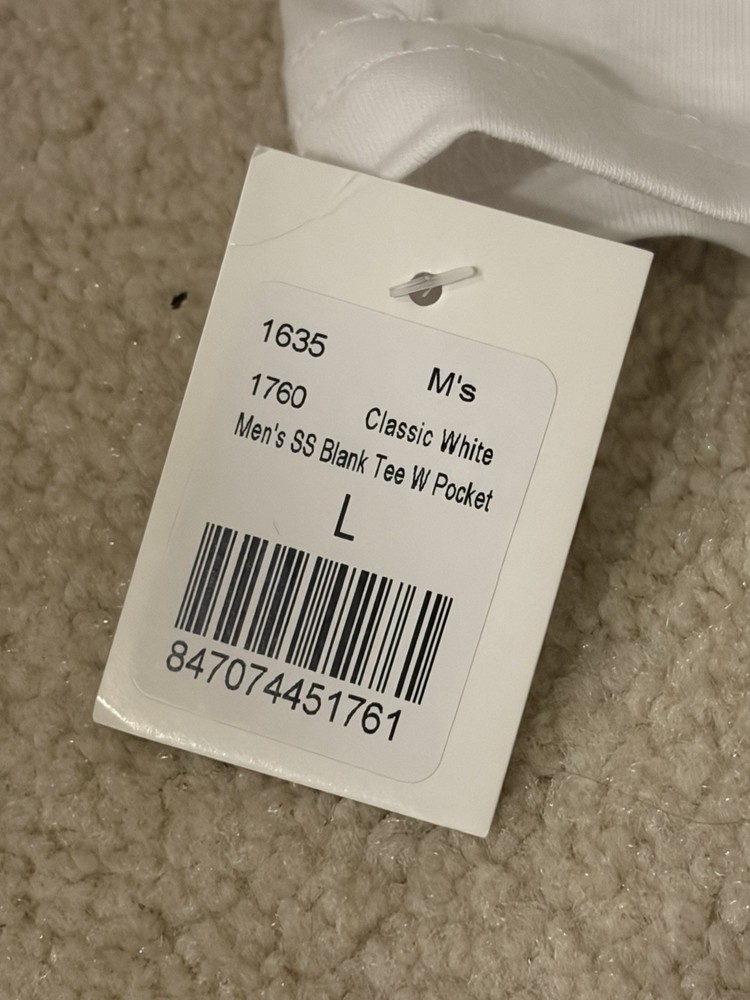 1635 M's
1760 Classic White
Men's SS Blank Tee W Pocket
L
847074451761